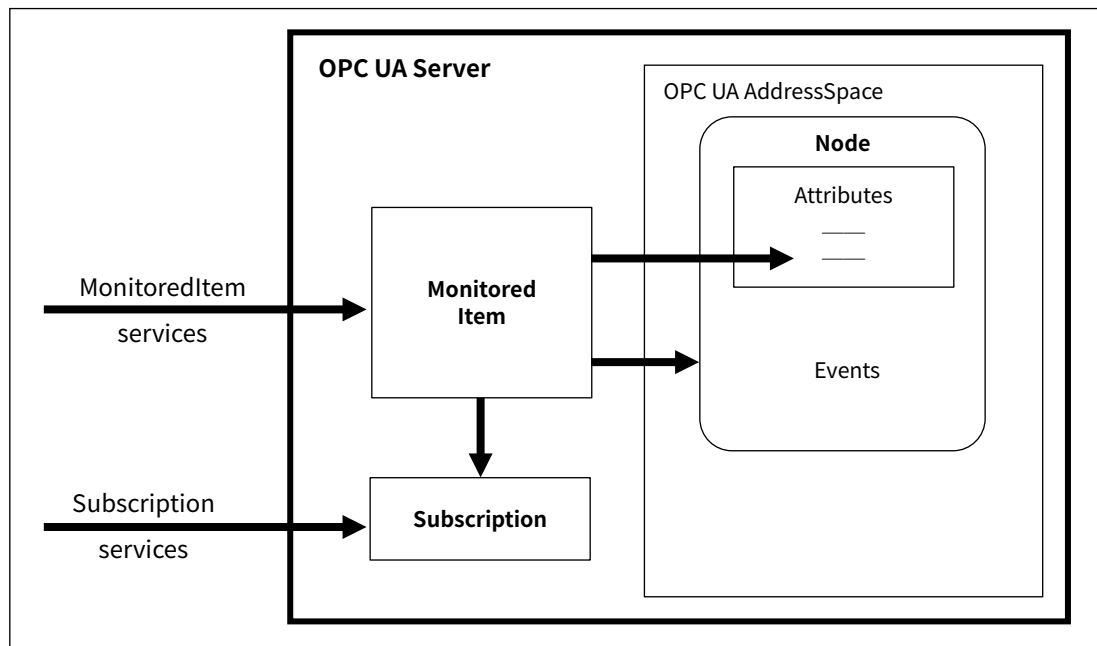 OPC UA Server
OPC UA AddressSpace
Node
Attributes
MonitoredItem
services
Monitored
Item
Events
Subscription
services
Subscription